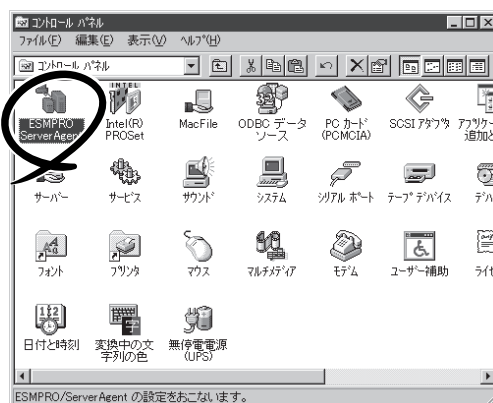 コントロール パネル
ファイル(F) 編集(E) 表示(V) ヘルプ(H)
コントロール パネル
ESMPRO
ServerAgent
INTEL
Intel(R)
PROSet
MacFile
ODBC データ
ソース
PC カード
(PCMCIA)
SCSI アダプタ
アプリケー
追加と
サーバー
サービス
サウンド
システム
シリアル ポート
テープ デバイス
デバ
フォント
プリンタ
マウス
マルチメディア
モデム
ユーザー補助
ライセ
日付と時刻
変換中の文
字列の色
無停電電源
(UPS)
ESMPRO/ServerAgent の設定をおこないます。